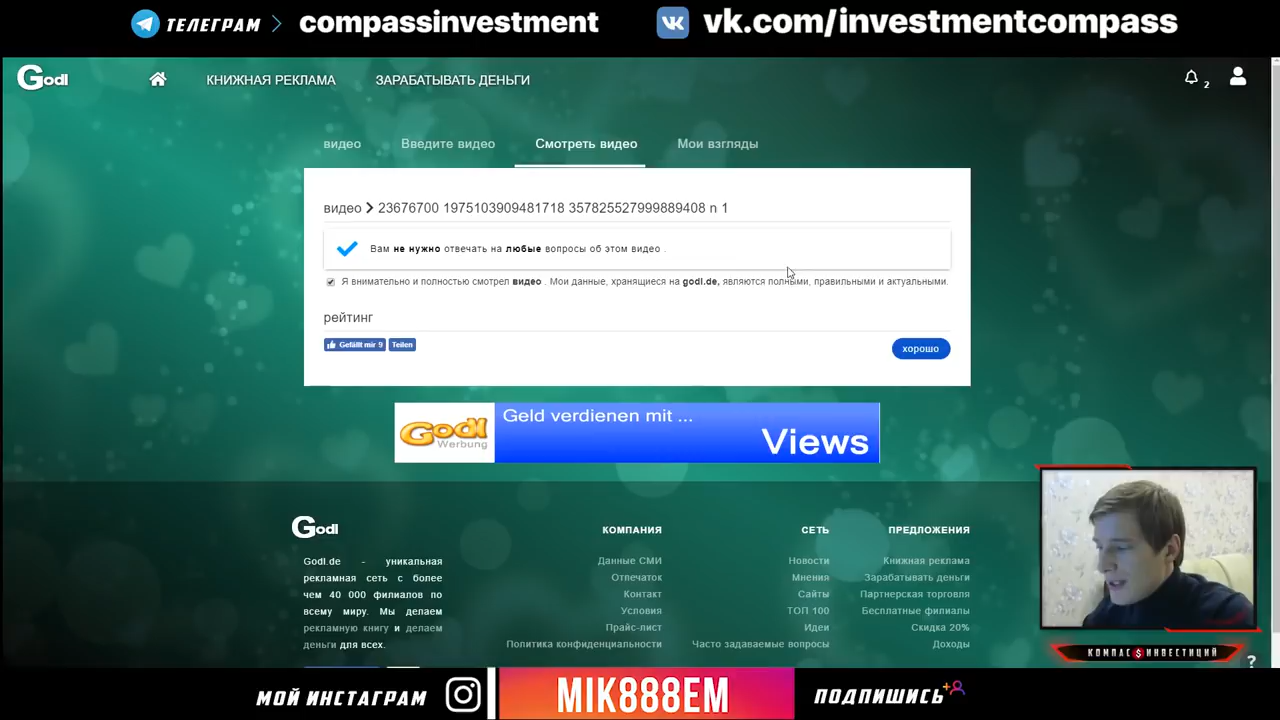 ТЕЛЕГРАМ > compassinvestment
vk.com/investmentcompass
Godl
КНИЖНАЯ РЕКЛАМА
ЗАРАБАТЫВАТЬ ДЕНЬГИ
2
видео
Введите видео
Смотреть видео
Мои взгляды
видео > 23676700 1975103909481718 357825527999889408 n 1
Вам не нужно отвечать на любые вопросы об этом видео .
Я внимательно и полностью смотрел видео . Мои данные, хранящиеся на godl.de, являются полными, правильными и актуальными.
рейтинг
Gefällt mir 9
Teilen
хорошо
Godl
Werbung
Geld verdienen mit ...
Views
Godl
Godl.de - уникальная
рекламная сеть с более
чем 40 000 филиалов по
всему миру. Мы делаем
рекламную книгу и делаем
деньги для всех.
КОМПАНИЯ
Данные СМИ
Отпечаток
Контакт
Условия
Прайс-лист
Политика конфиденциальности
СЕТЬ
Новости
Мнения
Сайты
ТОП 100
Идеи
Часто задаваемые вопросы
ПРЕДЛОЖЕНИЯ
Книжная реклама
Зарабатывать деньги
Партнерская торговля
Бесплатные филиалы
Скидка 20%
Доходы
КОМПАС $ ИНВЕСТИЦИЙ
?
МОЙ ИНСТАГРАМ
MIK888EM
ПОДПИШИСЬ